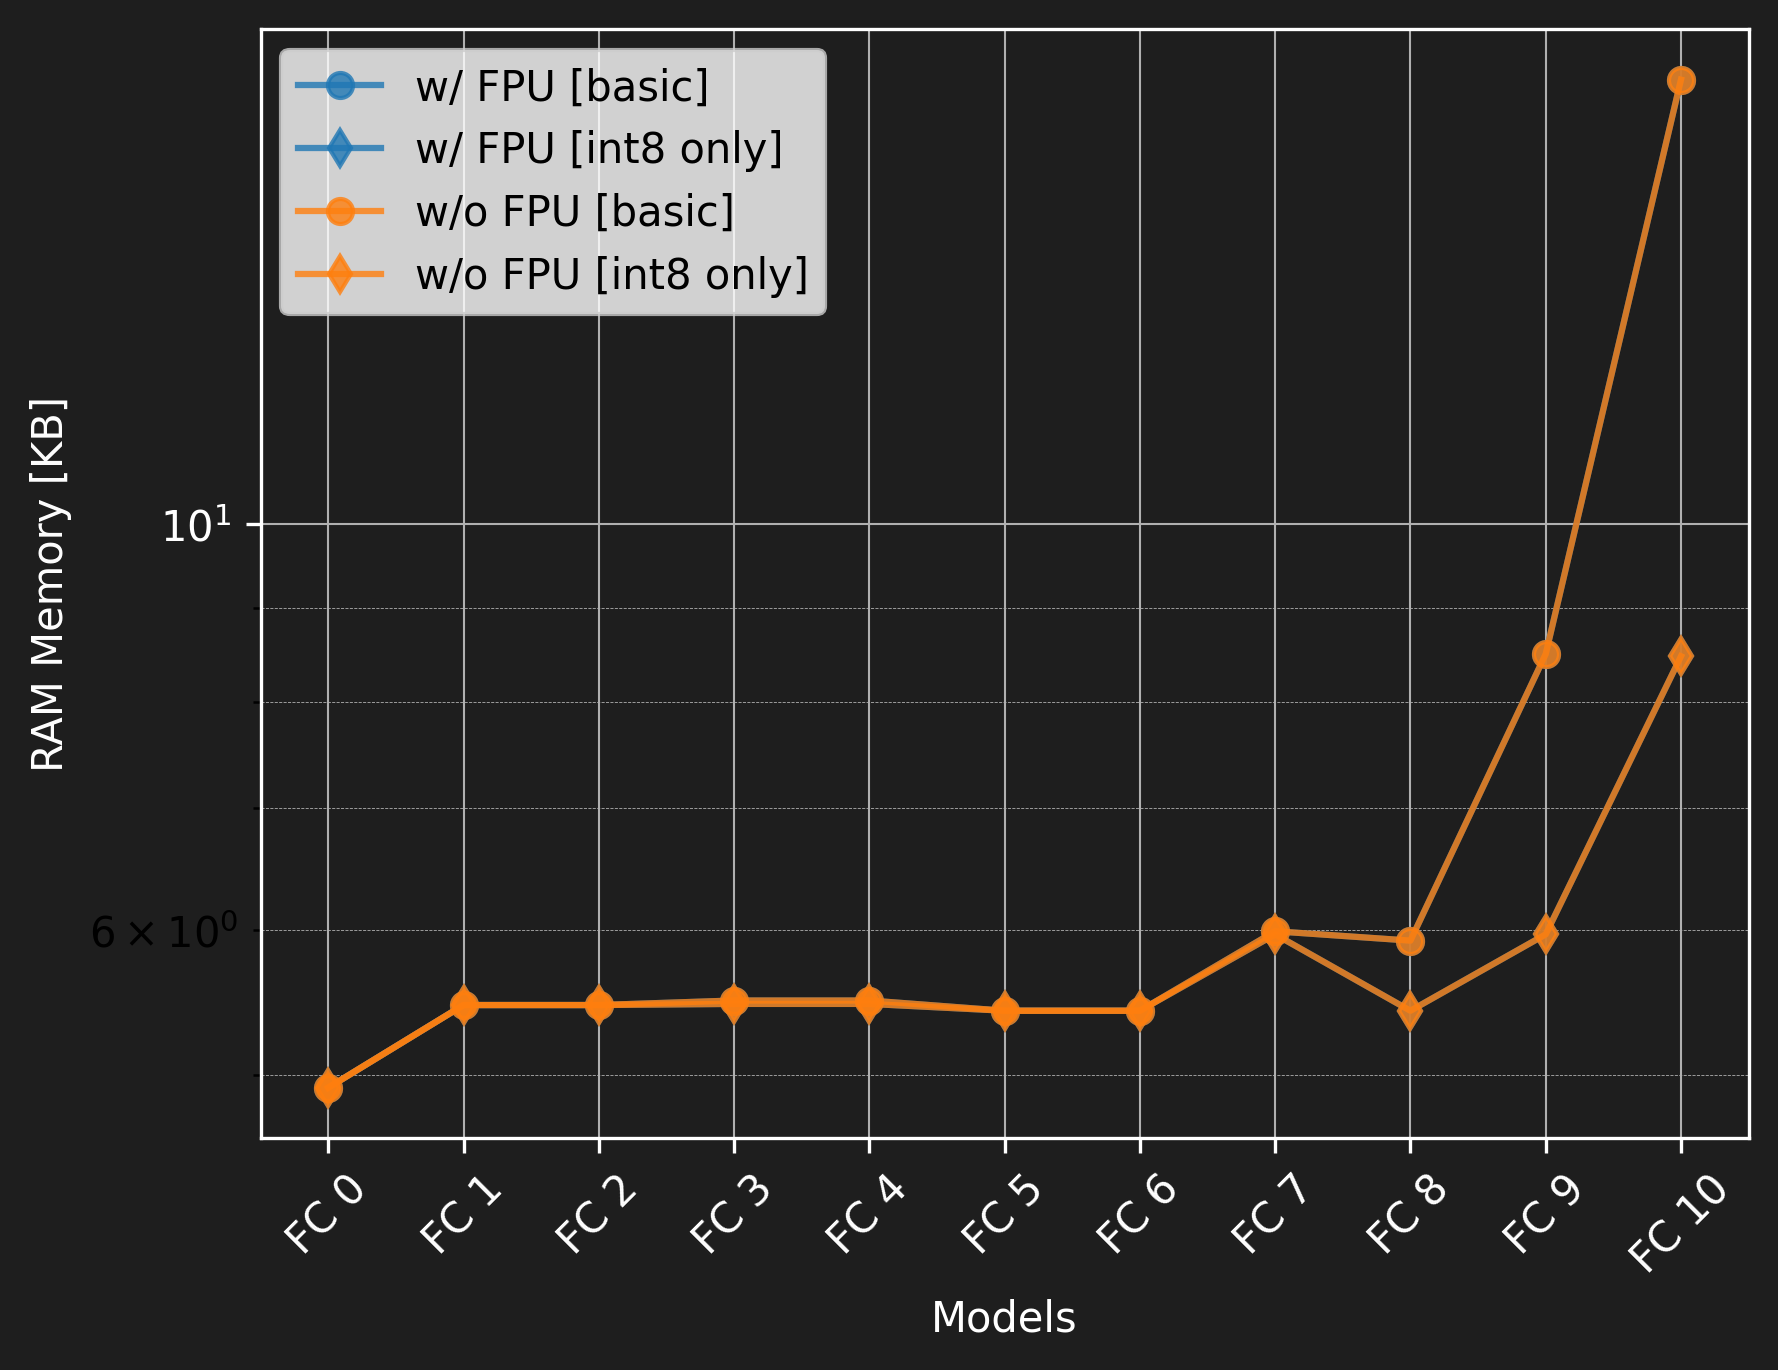 w/ FPU [basic]
w/ FPU [int8 only]
w/o FPU [basic]
w/o FPU [int8 only]
RAM Memory [KB]
10¹
6 × 10⁰
FC 0
FC 1
FC 2
FC 3
FC 4
FC 5
FC 6
FC 7
FC 8
FC 9
FC 10
Models